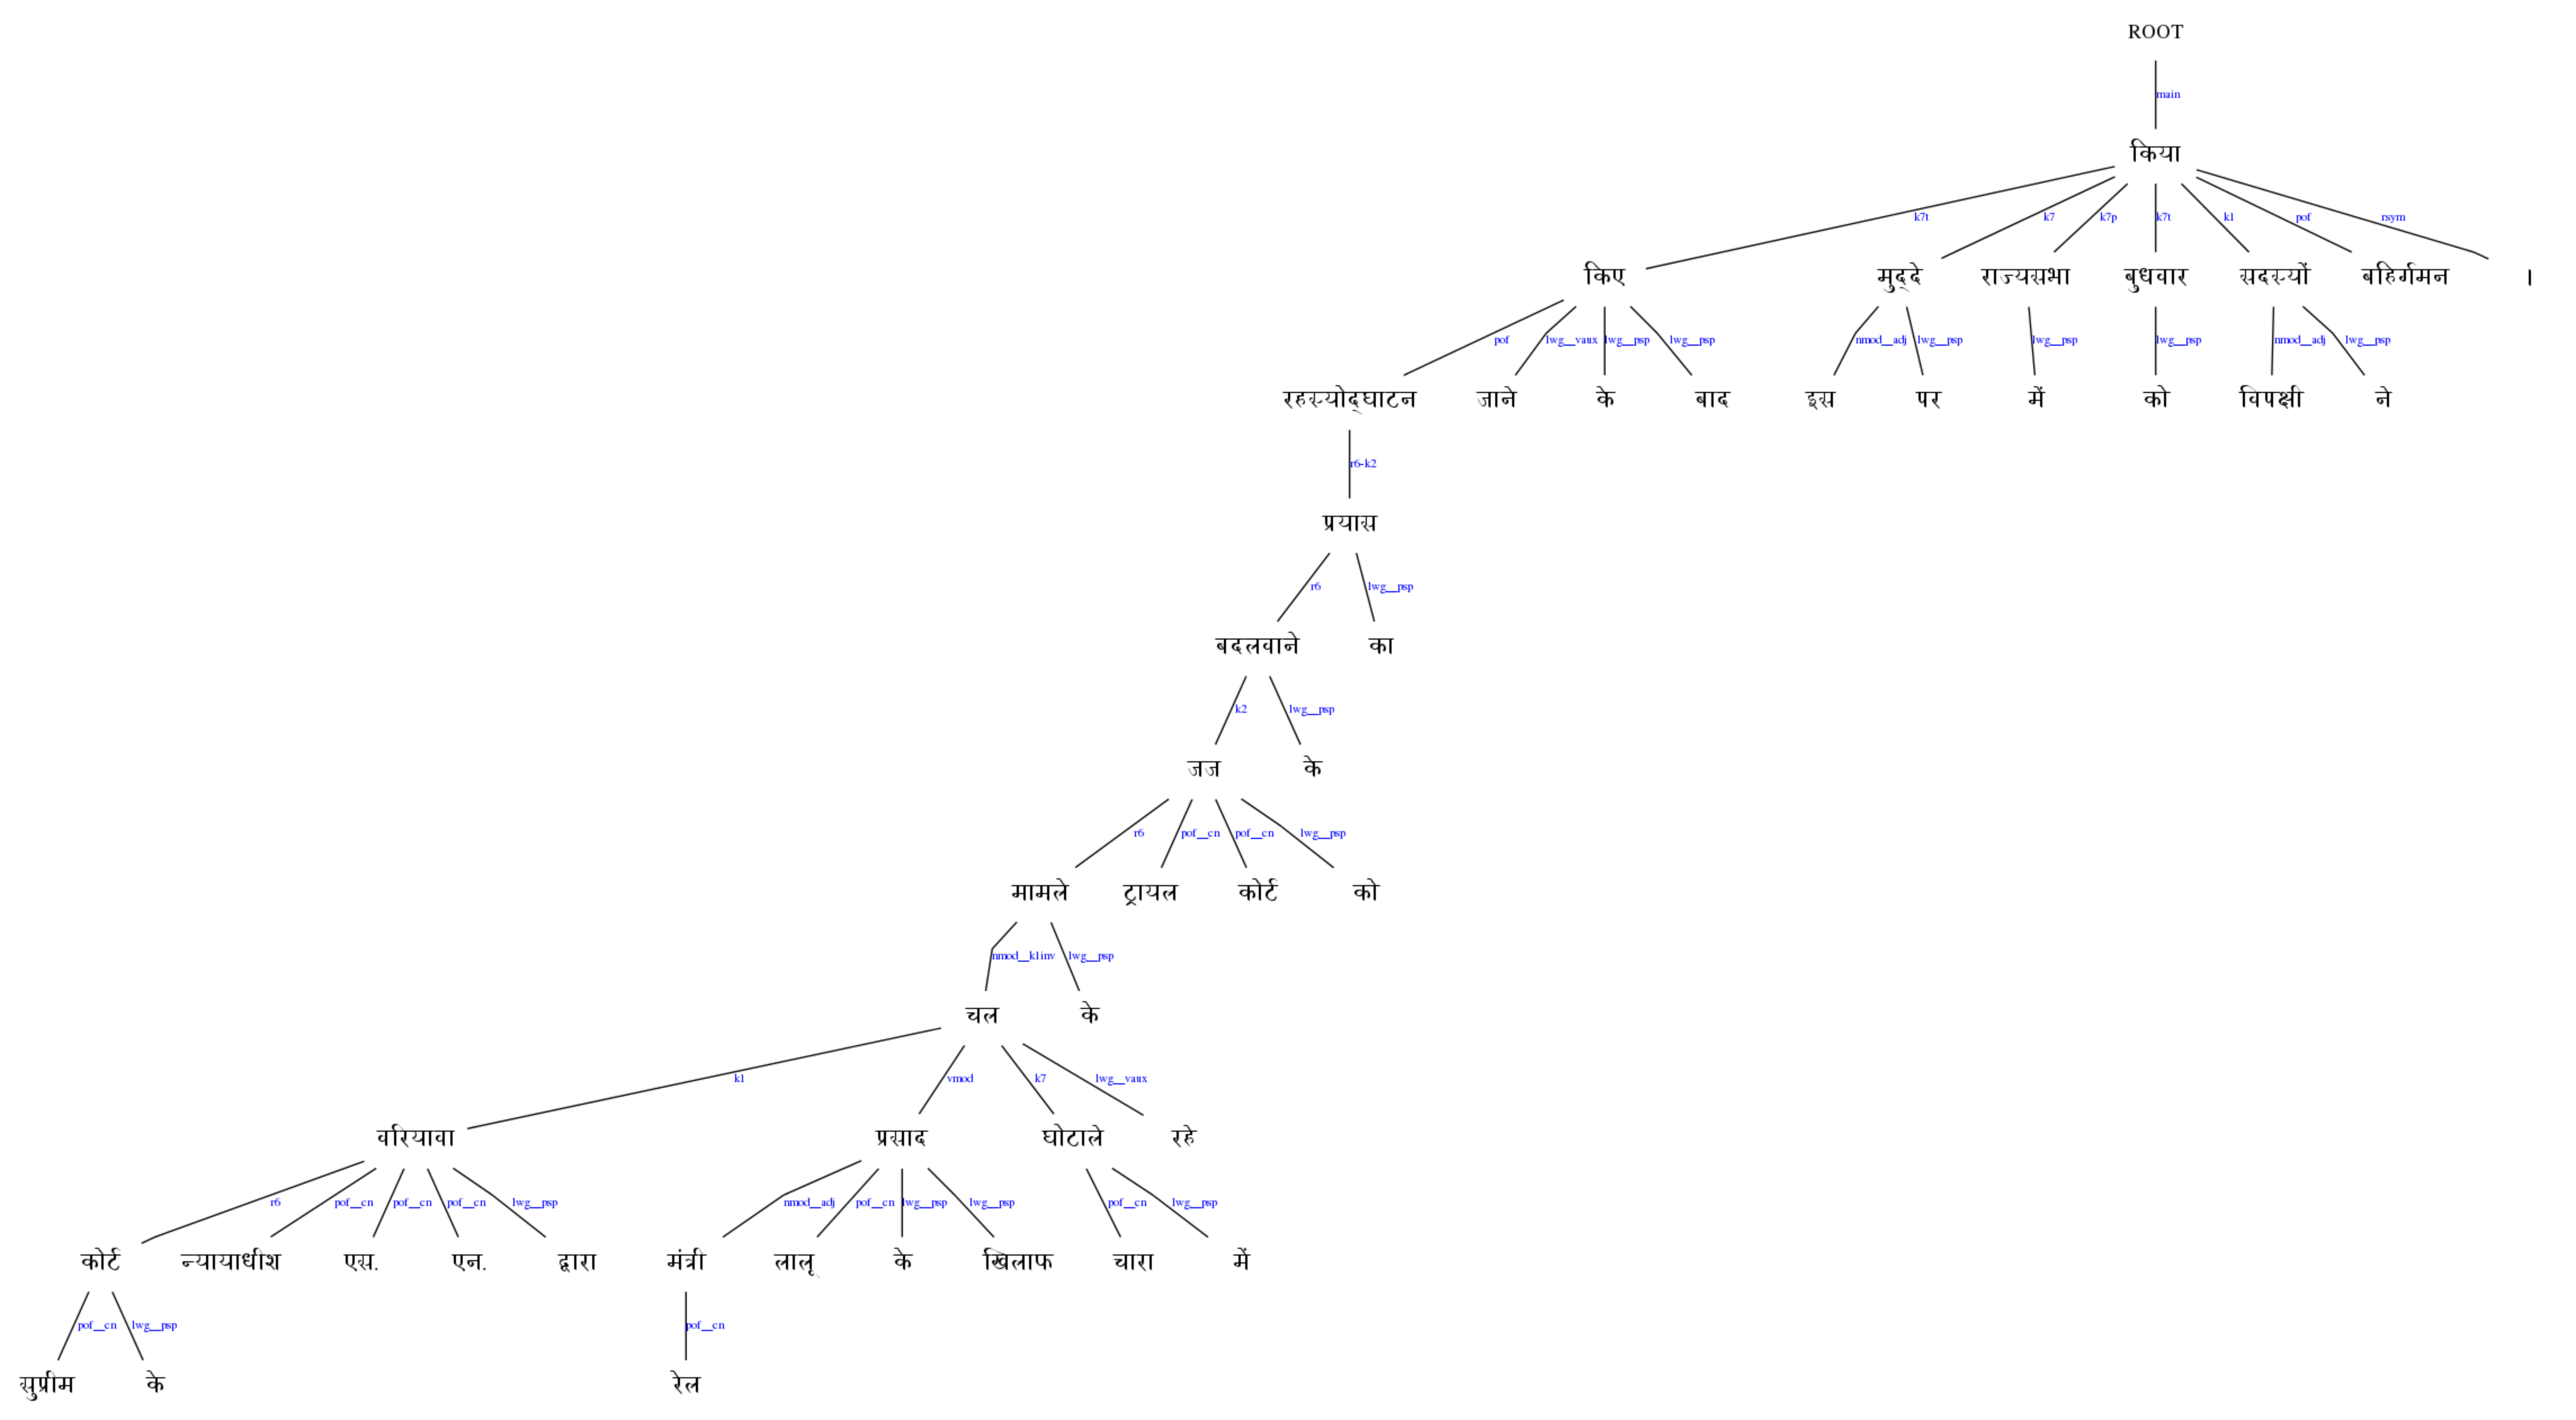 ROOT
main
किया
k7t k7 k7p k7t k1 pof rsym
किए मुद्दे राज्यसभा बुधवार सदस्यों बहिर्गमन ।
pof lwg__vaux lwg__psp lwg__psp nmod__adj lwg__psp lwg__psp lwg__psp nmod__adj lwg__psp
रहस्योद्घाटन जाने के बाद इस पर में को विपक्षी ने
r6-k2
प्रयास
r6 lwg__psp
बदलवाने का
k2 lwg__psp
जज के
r6 pof__cn pof__cn lwg__psp
मामले ट्रायल कोर्ट को
nmod__k1inv lwg__psp
चल के
k1 vmod k7 lwg__vaux
वरियावा प्रसाद घोटाले रहे
r6 pof__cn pof__cn pof__cn lwg__psp nmod__adj pof__cn lwg__psp lwg__psp pof__cn lwg__psp
कोर्ट न्यायाधीश एस. एन. द्वारा मंत्री लालू के खिलाफ चारा में
pof__cn lwg__psp pof__cn
सुप्रीम के रेल